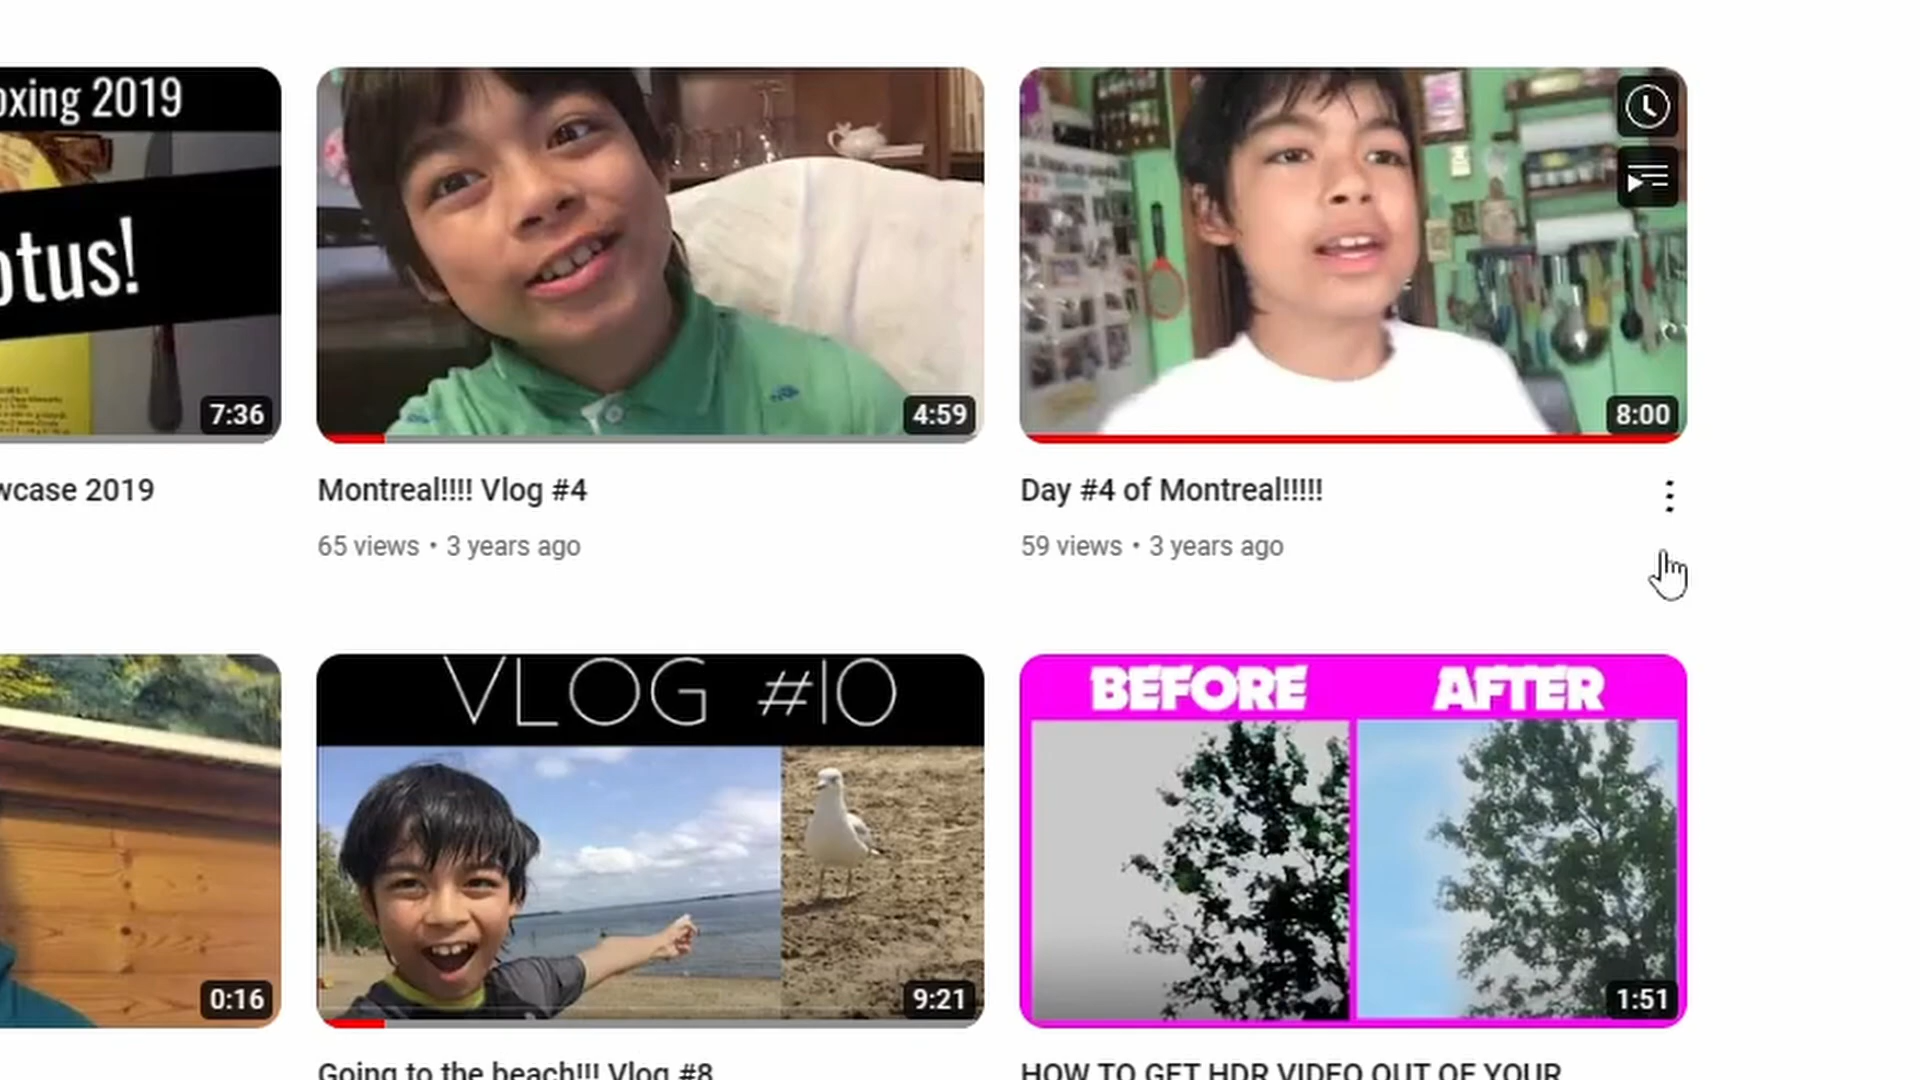 oxing 2019
otus!
7:36
4:59
8:00
wcase 2019
Montreal!!!! Vlog #4
65 views • 3 years ago
Day #4 of Montreal!!!!!
59 views • 3 years ago
0:16
VLOG #10
9:21
BEFORE AFTER
1:51
Going to the beach!!! Vlog #8
HOW TO GET HDR VIDEO OUT OF YOUR